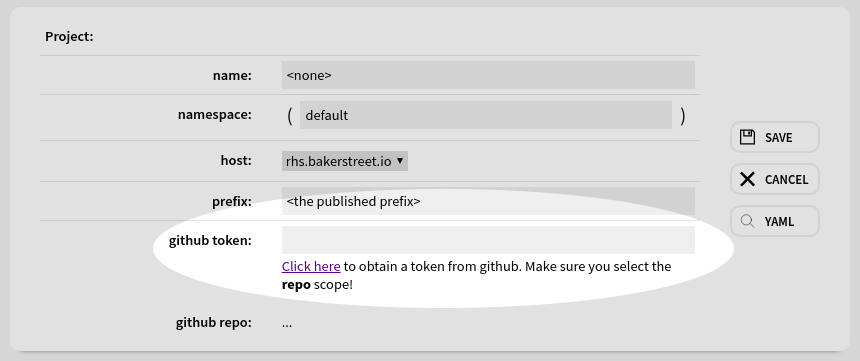 Project:
name: <none>
namespace: ( default )
host: rhs.bakerstreet.io ▼
prefix: <the published prefix>
github token:
Click here to obtain a token from github. Make sure you select the
repo scope!
github repo: ...
SAVE
CANCEL
YAML